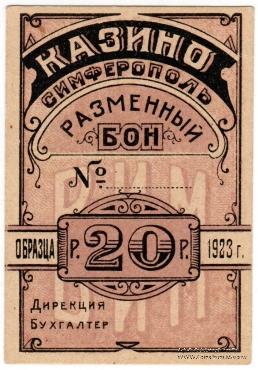 КАЗИНО
СИМФЕРОПОЛЬ
РАЗМЕННЫЙ
БОН
№
ОБРАЗЦА Р. 20 Р. 1923 г.
Дирекция
Бухгалтер